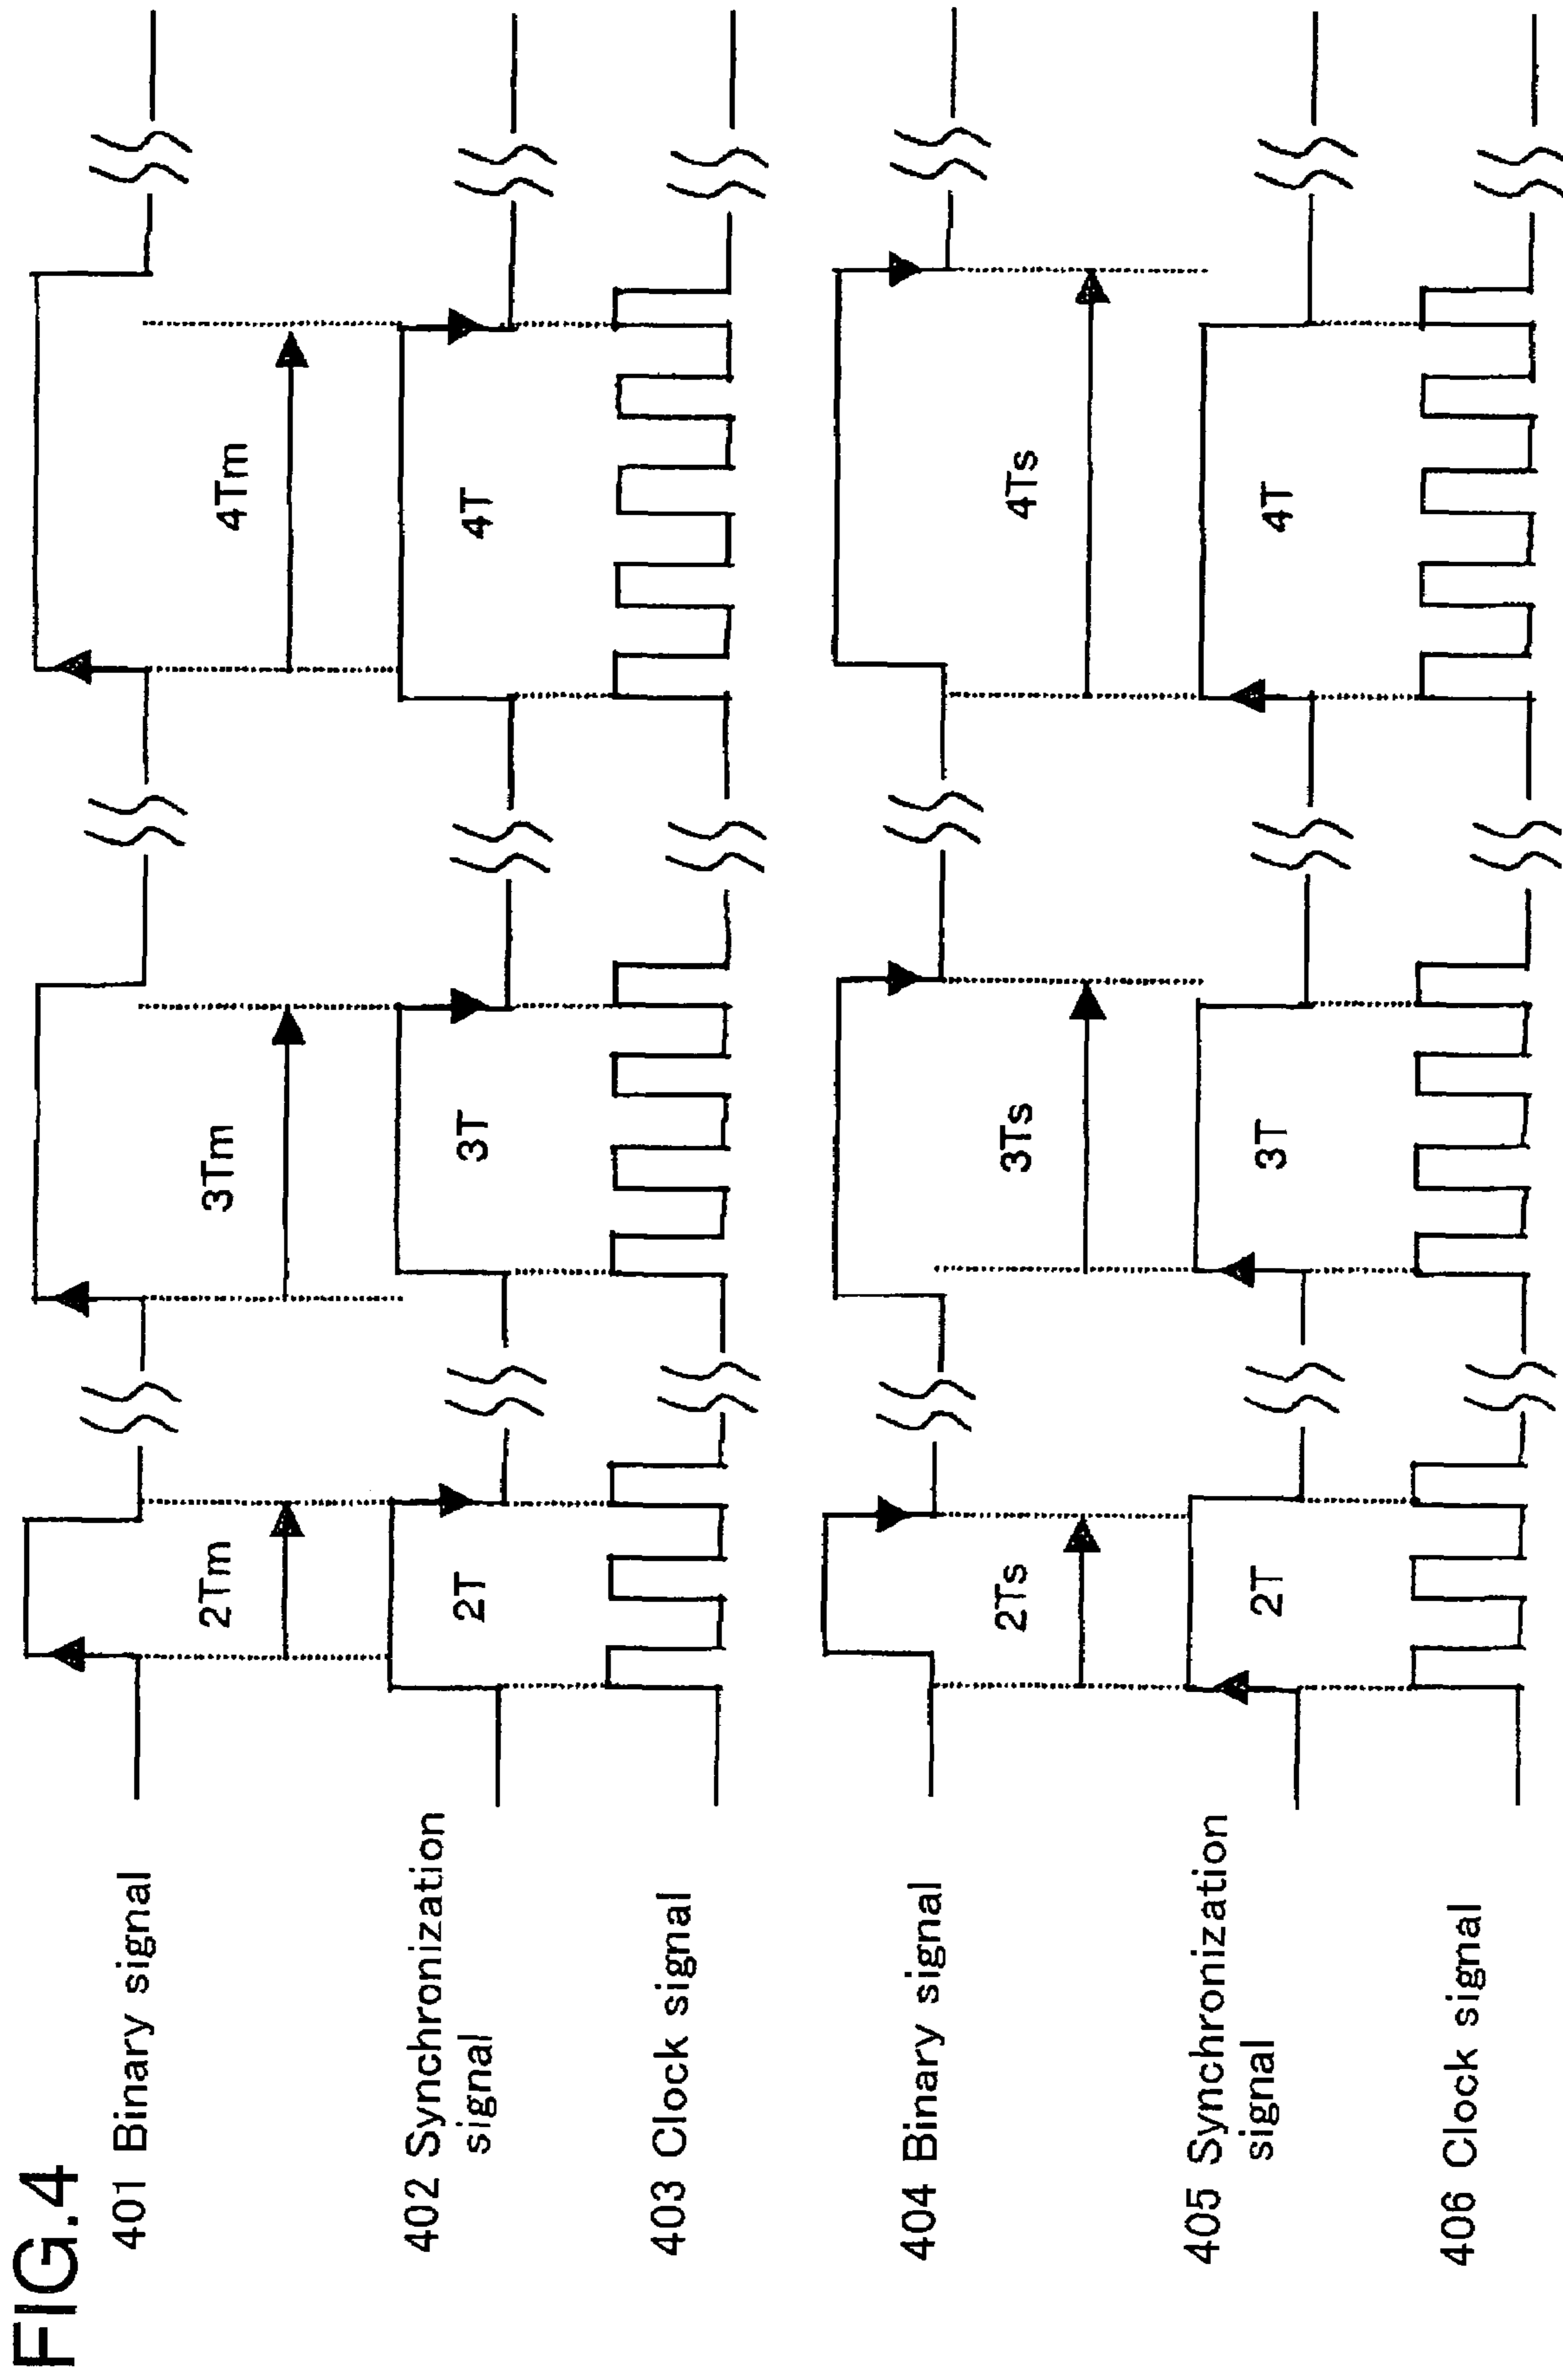 FIG.4
401 Binary signal
2Tm
3Tm
4Tm
402 Synchronization
signal
2T
3T
4T
403 Clock signal
404 Binary signal
2Ts
3Ts
4Ts
405 Synchronization
signal
2T
3T
4T
406 Clock signal